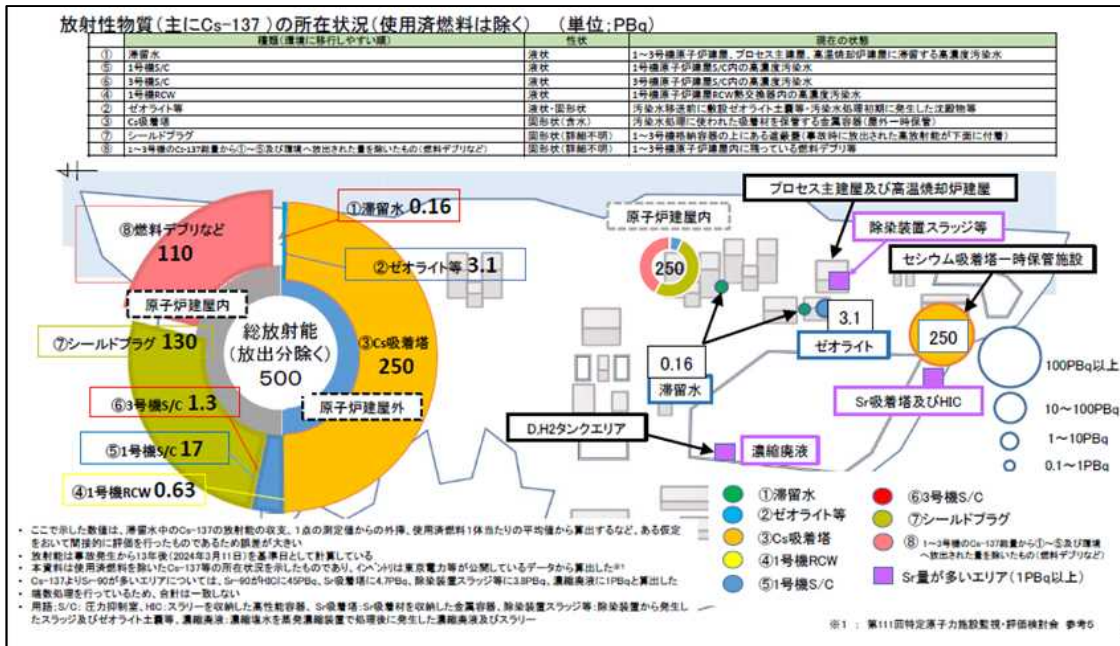 放射性物質(主にCs-137 )の所在状況(使用済燃料は除く) (単位;PBq)
種類(環境に移行しやすい順) 性状 現在の状態
① 滞留水 液状 1~3号機原子炉建屋、プロセス主建屋、高温焼却炉建屋に滞留する高濃度汚染水
⑤ 1号機S/C 液状 1号機原子炉建屋S/C内の高濃度汚染水
⑥ 3号機S/C 液状 3号機原子炉建屋S/C内の高濃度汚染水
④ 1号機RCW 液状 1号機原子炉建屋RCW熱交換器内の高濃度汚染水
② ゼオライト等 液状・固形状 汚染水移送前に敷設ゼオライト土嚢等・汚染水処理初期に発生した沈殿物等
③ Cs吸着塔 固形状(含水) 汚染水処理に使われた吸着材を保管する金属容器(屋外一時保管)
⑦ シールドプラグ 固形状(詳細不明) 1~3号機格納容器の上にある遮蔽蓋(事故時に放出された高放射能が下面に付着)
⑧ 1~3号機のCs-137総量から①~⑤及び環境へ放出された量を除いたもの(燃料デブリなど) 固形状(詳細不明) 1~3号機原子炉建屋内に残っている燃料デブリ等
①滞留水 0.16
⑧燃料デブリなど
110
②ゼオライト等 3.1
原子炉建屋内
総放射能
(放出分除く)
500
⑦シールドプラグ 130
③Cs吸着塔
250
⑥3号機S/C 1.3
原子炉建屋外
⑤1号機S/C 17
④1号機RCW 0.63
プロセス主建屋及び高温焼却炉建屋
原子炉建屋内
250
除染装置スラッジ等
セシウム吸着塔一時保管施設
3.1
ゼオライト
250
0.16
滞留水
Sr吸着塔及びHIC
D,H2タンクエリア
濃縮廃液
100PBq以上
10~100PBq
1~10PBq
0.1~1PBq
①滞留水
②ゼオライト等
③Cs吸着塔
④1号機RCW
⑤1号機S/C
⑥3号機S/C
⑦シールドプラグ
⑧ 1~3号機のCs-137総量から①~⑤及び環境
へ放出された量を除いたもの(燃料デブリなど)
Sr量が多いエリア(1PBq以上)
• ここで示した数値は、滞留水中のCs-137の放射能の収支、1点の測定値からの外挿、使用済燃料1体当たりの平均値から算出するなど、ある仮定
をおいて間接的に評価を行ったものであるため誤差が大きい
• 放射能は事故発生から13年後(2024年3月11日)を基準日として計算している
• 本資料は使用済燃料を除いたCs-137等の所在状況を示したものであり、インベントリは東京電力等が公開しているデータから算出した※1
• Cs-137よりSr-90が多いエリアについては、Sr-90がHICに45PBq、Sr吸着塔に4.7PBq、除染装置スラッジ等に3.8PBq、濃縮廃液に1PBqと算出した
• 端数処理を行っているため、合計は一致しない
• 用語;S/C: 圧力抑制室、HIC:スラリーを収納した高性能容器、Sr吸着塔:Sr吸着材を収納した金属容器、除染装置スラッジ等:除染装置から発生し
たスラッジ及びゼオライト土嚢等、濃縮廃液:濃縮塩水を蒸発濃縮装置で処理後に発生した濃縮廃液及びスラリー
※1 : 第111回特定原子力施設監視・評価検討会 参考5